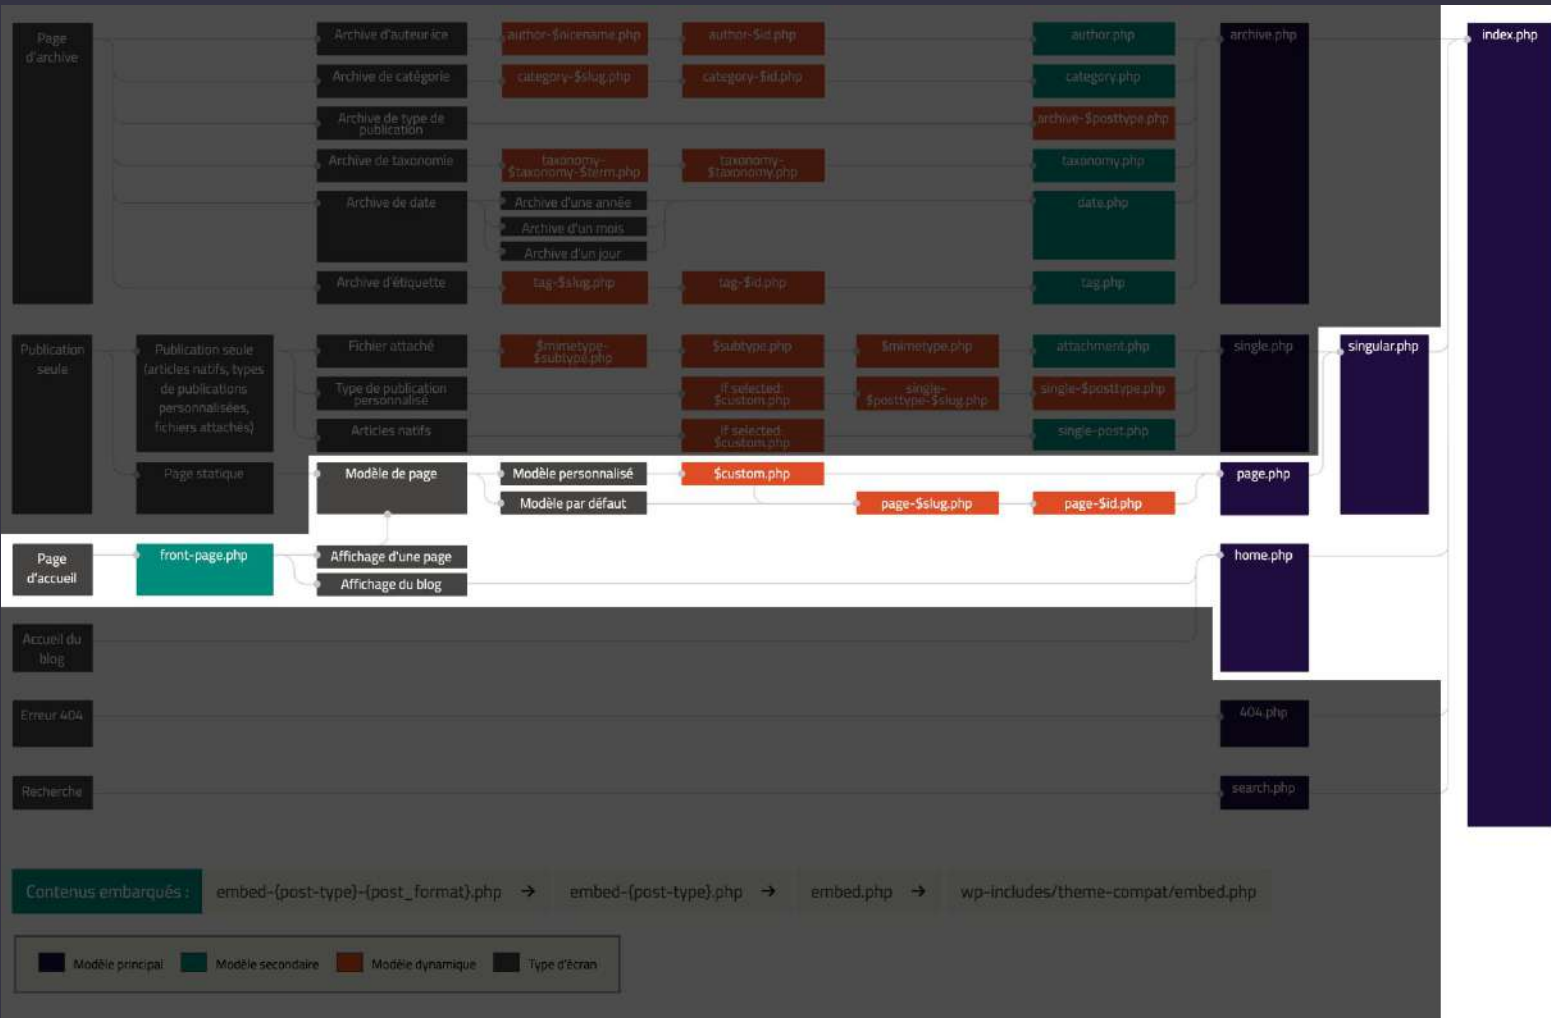 Page
d'archive
Archive d'auteur·ice
author-$nicename.php
author-$id.php
author.php
archive.php
index.php
Archive de catégorie
category-$slug.php
category-$id.php
category.php
Archive de type de
publication
archive-$posttype.php
Archive de taxonomie
taxonomy-
$taxonomy-$term.php
taxonomy-
$taxonomy.php
taxonomy.php
Archive de date
Archive d'une année
date.php
Archive d'un mois
Archive d'un jour
Archive d'étiquette
tag-$slug.php
tag-$id.php
tag.php
Publication
seule
Publication seule
(articles natifs, types
de publications
personnalisées,
fichiers attachés)
Fichier attaché
$mimetype-
$subtype.php
$subtype.php
$mimetype.php
attachment.php
single.php
singular.php
Type de publication
personnalisé
If selected:
$custom.php
single-
$posttype-$slug.php
single-$posttype.php
Articles natifs
If selected:
$custom.php
single-post.php
Page statique
Modèle de page
Modèle personnalisé
$custom.php
page.php
Modèle par défaut
page-$slug.php
page-$id.php
Page
d'accueil
front-page.php
Affichage d'une page
home.php
Affichage du blog
Accueil du
blog
Erreur 404
404.php
Recherche
search.php
Contenus embarqués :
embed-{post-type}-{post_format}.php →
embed-{post-type}.php →
embed.php →
wp-includes/theme-compat/embed.php
Modèle principal
Modèle secondaire
Modèle dynamique
Type d'écran